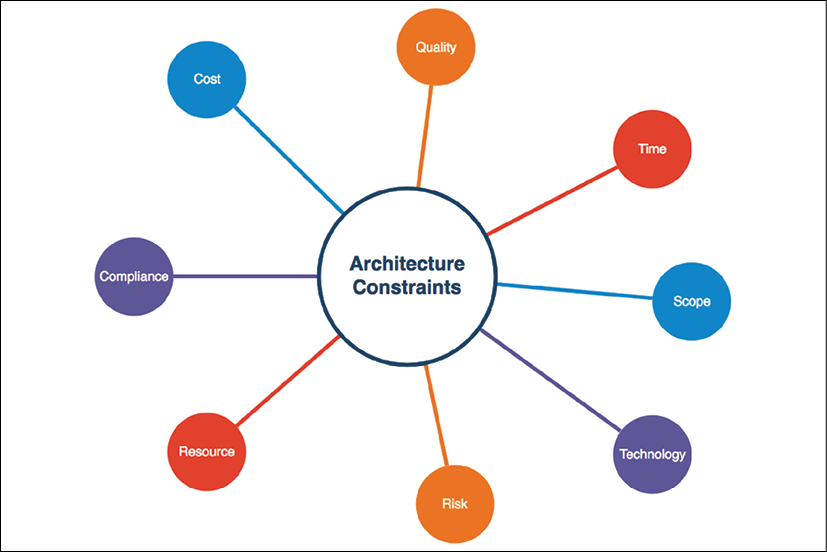 Quality
Cost
Time
Architecture
Constraints
Compliance
Scope
Resource
Technology
Risk